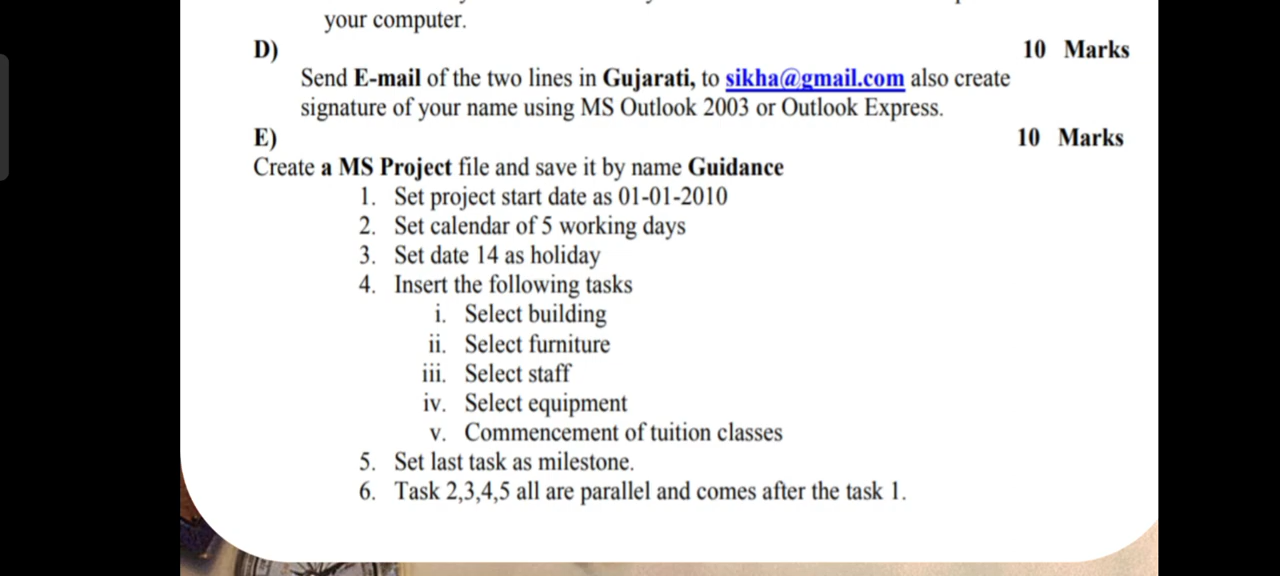 your computer.
D) 10 Marks
Send E-mail of the two lines in Gujarati, to sikha@gmail.com also create
signature of your name using MS Outlook 2003 or Outlook Express.
E) 10 Marks
Create a MS Project file and save it by name Guidance
1. Set project start date as 01-01-2010
2. Set calendar of 5 working days
3. Set date 14 as holiday
4. Insert the following tasks
i. Select building
ii. Select furniture
iii. Select staff
iv. Select equipment
v. Commencement of tuition classes
5. Set last task as milestone.
6. Task 2,3,4,5 all are parallel and comes after the task 1.